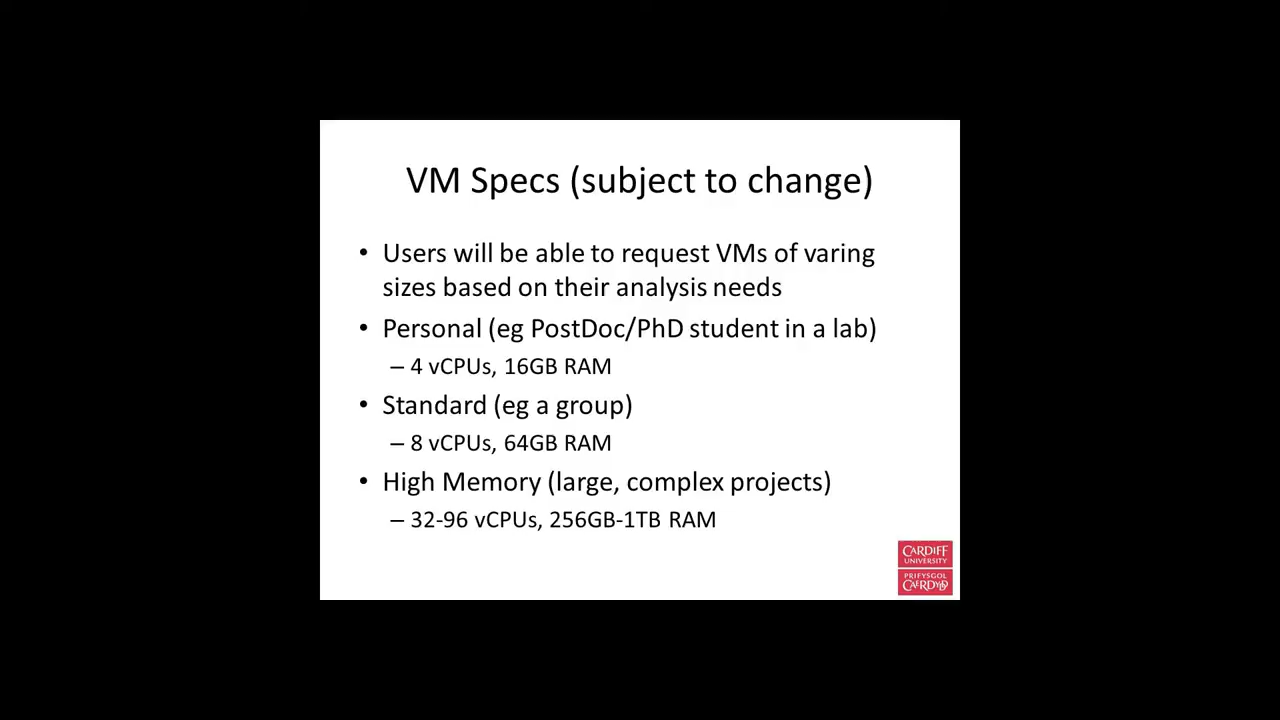 VM Specs (subject to change)
• Users will be able to request VMs of varing
sizes based on their analysis needs
• Personal (eg PostDoc/PhD student in a lab)
– 4 vCPUs, 16GB RAM
• Standard (eg a group)
– 8 vCPUs, 64GB RAM
• High Memory (large, complex projects)
– 32-96 vCPUs, 256GB-1TB RAM
CARDIFF
UNIVERSITY
PRIFYSGOL
CAERDYDD